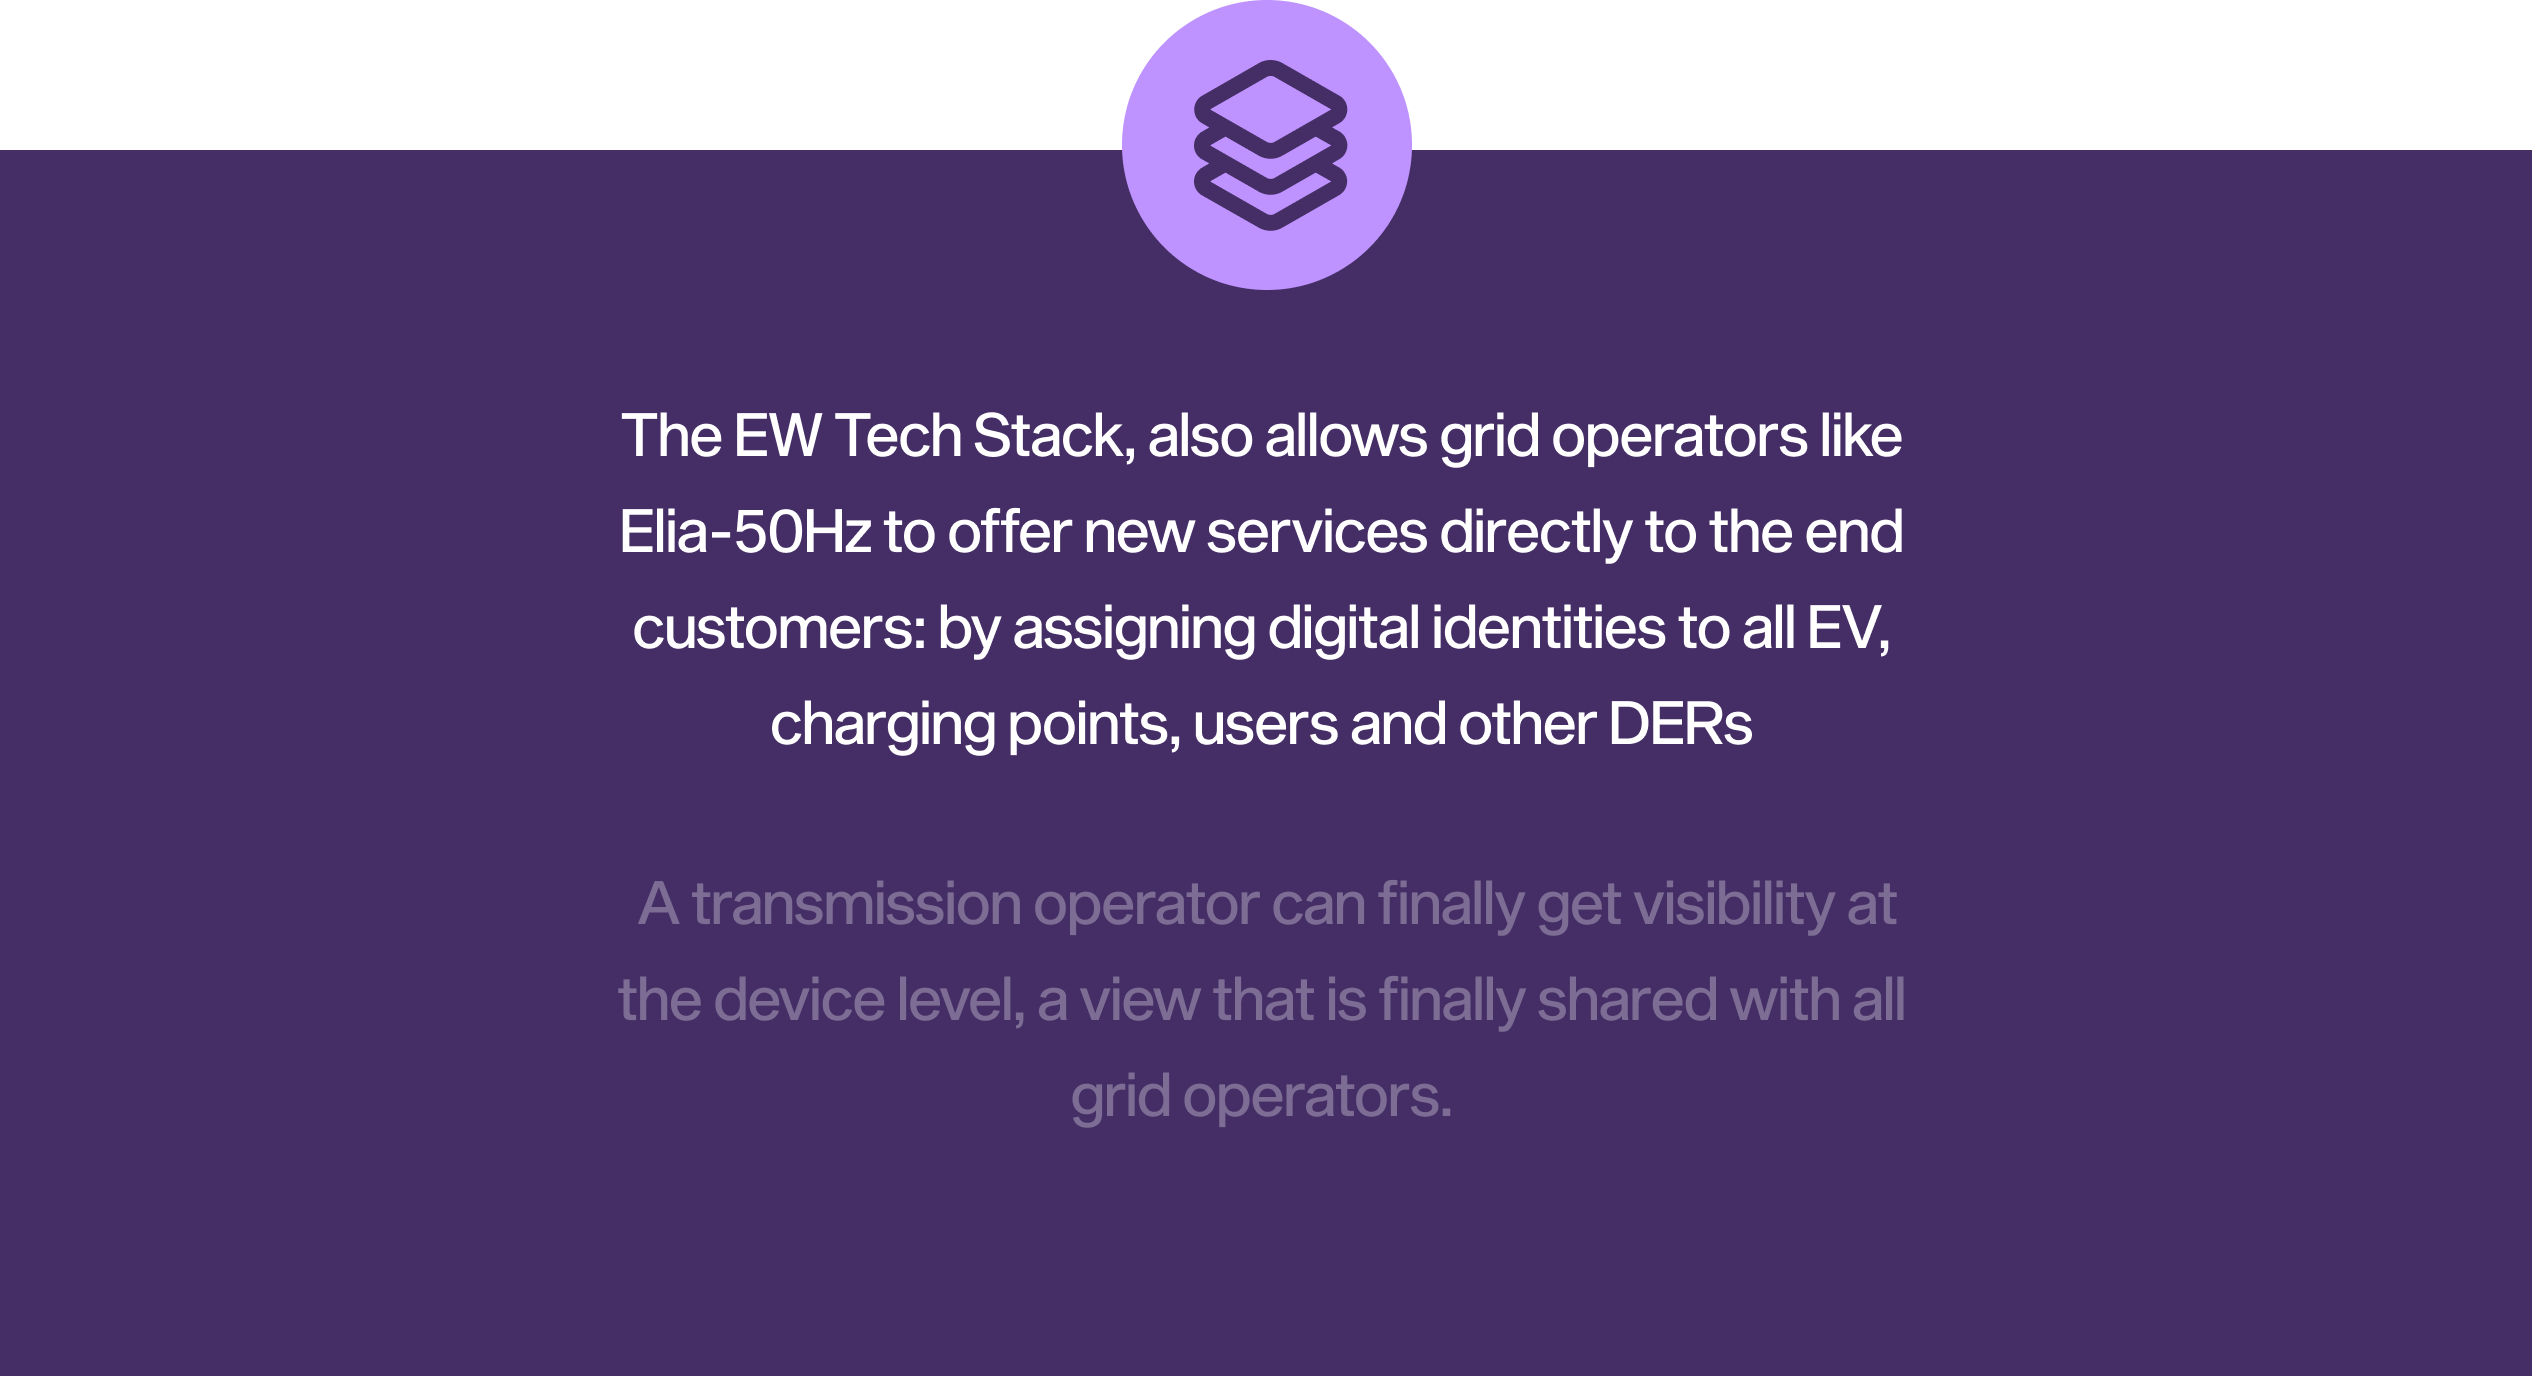 The EW Tech Stack, also allows grid operators like
Elia-50Hz to offer new services directly to the end
customers: by assigning digital identities to all EV,
charging points, users and other DERs
A transmission operator can finally get visibility at
the device level, a view that is finally shared with all
grid operators.